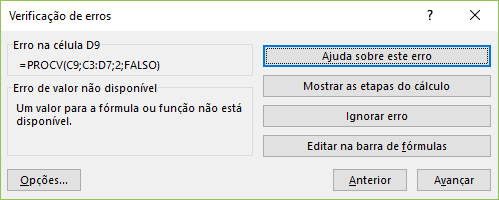 Verificação de erros
Erro na célula D9
=PROCV(C9;C3:D7;2;FALSO)
Erro de valor não disponível
Um valor para a fórmula ou função não está
disponível.
Ajuda sobre este erro
Mostrar as etapas do cálculo
Ignorar erro
Editar na barra de fórmulas
Opções...
Anterior
Avançar